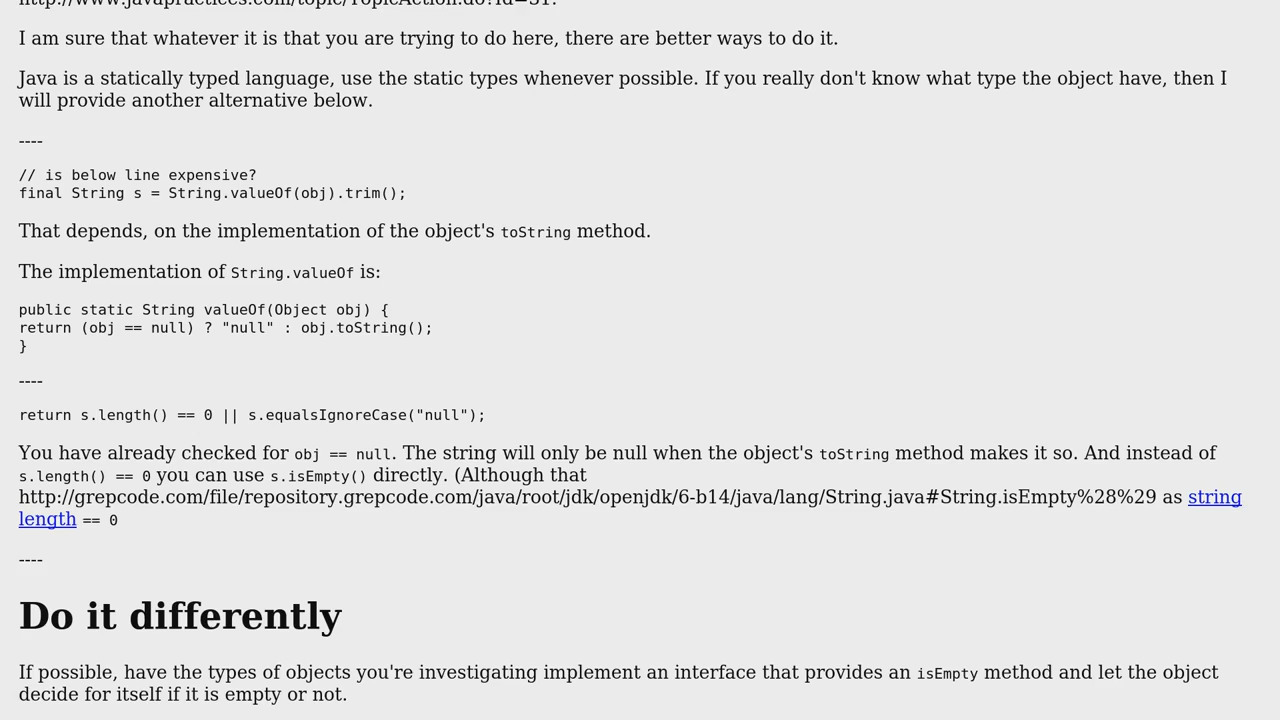 http://www.javapractices.com/topic/TopicAction.do?Id=31.
I am sure that whatever it is that you are trying to do here, there are better ways to do it.
Java is a statically typed language, use the static types whenever possible. If you really don't know what type the object have, then I
will provide another alternative below.
----
// is below line expensive?
final String s = String.valueOf(obj).trim();
That depends, on the implementation of the object's toString method.
The implementation of String.valueOf is:
public static String valueOf(Object obj) {
return (obj == null) ? "null" : obj.toString();
}
----
return s.length() == 0 || s.equalsIgnoreCase("null");
You have already checked for obj == null. The string will only be null when the object's toString method makes it so. And instead of
s.length() == 0 you can use s.isEmpty() directly. (Although that
http://grepcode.com/file/repository.grepcode.com/java/root/jdk/openjdk/6-b14/java/lang/String.java#String.isEmpty%28%29 as string
length == 0
----
Do it differently
If possible, have the types of objects you're investigating implement an interface that provides an isEmpty method and let the object
decide for itself if it is empty or not.